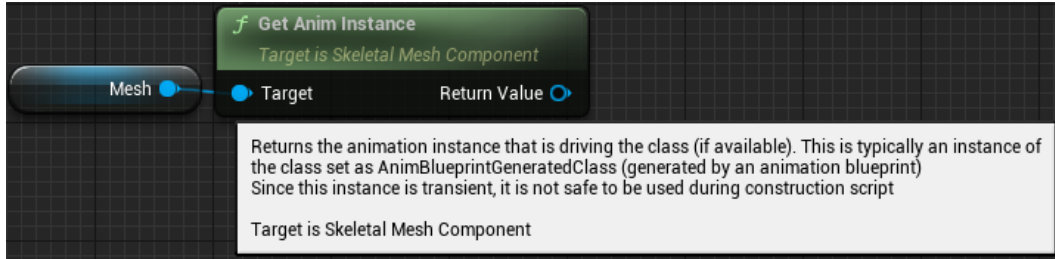 f Get Anim Instance
Target is Skeletal Mesh Component
Mesh
Target
Return Value
Returns the animation instance that is driving the class (if available). This is typically an instance of
the class set as AnimBlueprintGeneratedClass (generated by an animation blueprint)
Since this instance is transient, it is not safe to be used during construction script
Target is Skeletal Mesh Component